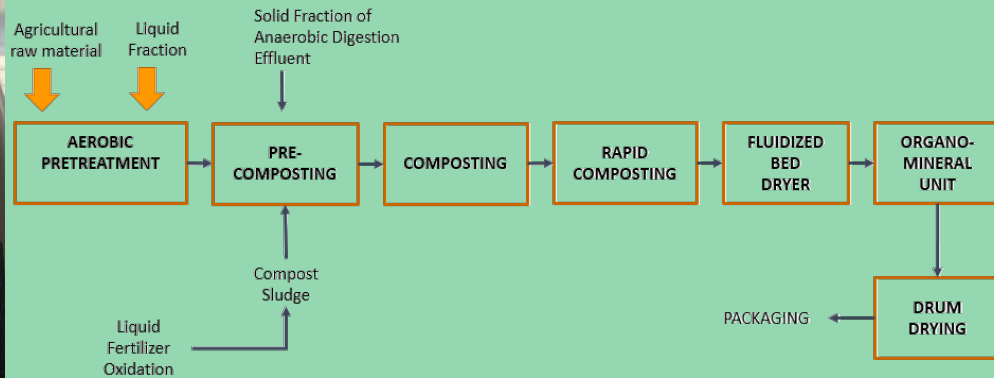 Agricultural
raw material
Liquid
Fraction
Solid Fraction of
Anaerobic Digestion
Effluent
AEROBIC
PRETREATMENT
PRE-
COMPOSTING
COMPOSTING
RAPID
COMPOSTING
FLUIDIZED
BED
DRYER
ORGANO-
MINERAL
UNIT
Compost
Sludge
Liquid
Fertilizer
Oxidation
PACKAGING
DRUM
DRYING